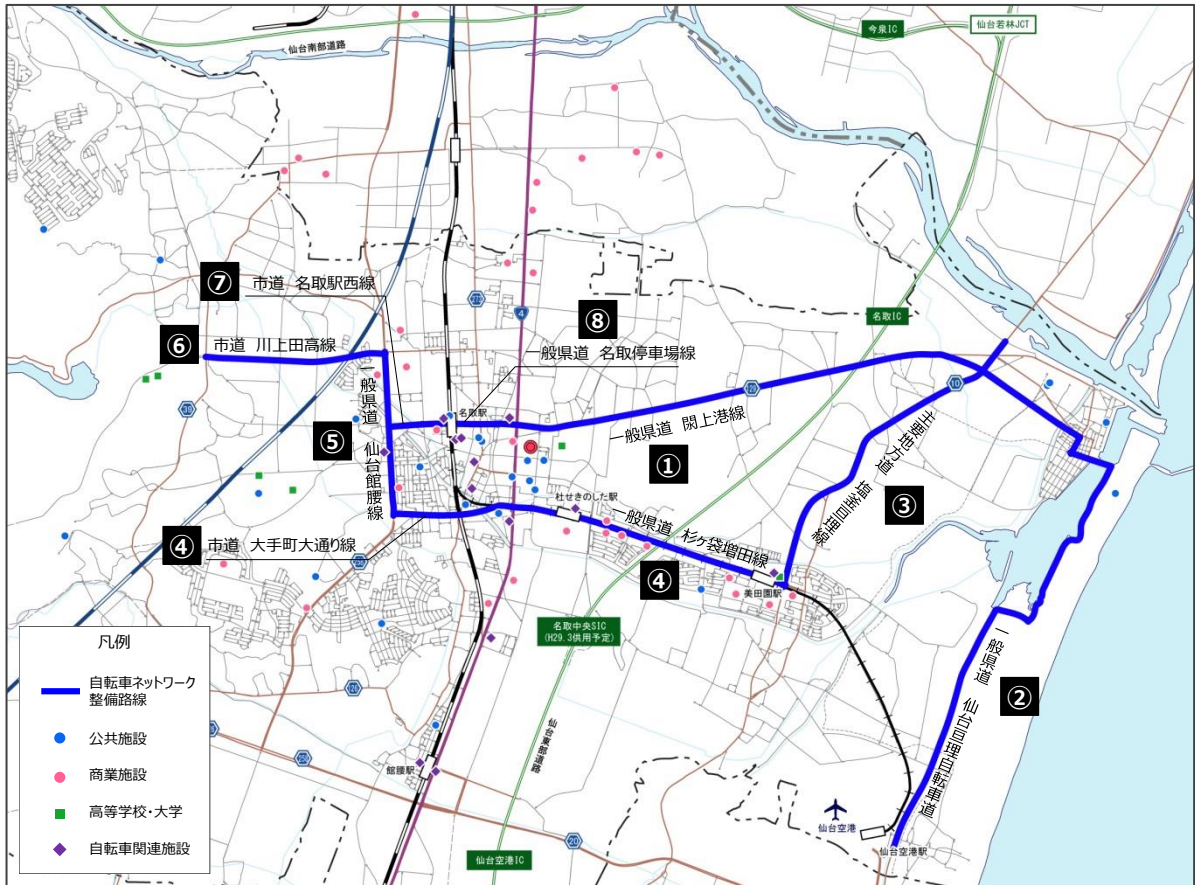 今泉IC
仙台若林JCT
仙台南部道路
⑦
市道 名取駅西線
273
⑧
4
名取IC
⑥
市道 川上田高線
一般県道 名取停車場線
129
10
39
一般県道 仙台館腰線
⑤
名取駅
一般県道 閖上港線
①
主要地方道 塩釜亘理線
③
杜せきのした駅
④
市道 大手町大通り線
一般県道 杉ケ袋増田線
④
美田園駅
名取中央SIC
(H29.3供用予定)
一般県道 仙台亘理自転車道
②
126
仙台東部道路
館腰駅
20
仙台空港
仙台空港駅
仙台空港IC
凡例
自転車ネットワーク
整備路線
公共施設
商業施設
高等学校・大学
自転車関連施設